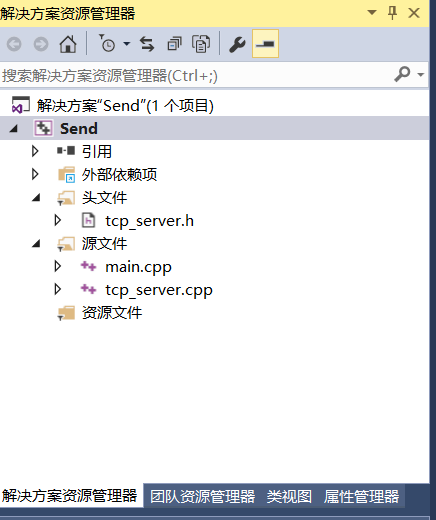 解决方案资源管理器
搜索解决方案资源管理器(Ctrl+;)
解决方案"Send"(1 个项目)
Send
引用
外部依赖项
头文件
tcp_server.h
源文件
main.cpp
tcp_server.cpp
资源文件
解决方案资源管理器 团队资源管理器 类视图 属性管理器